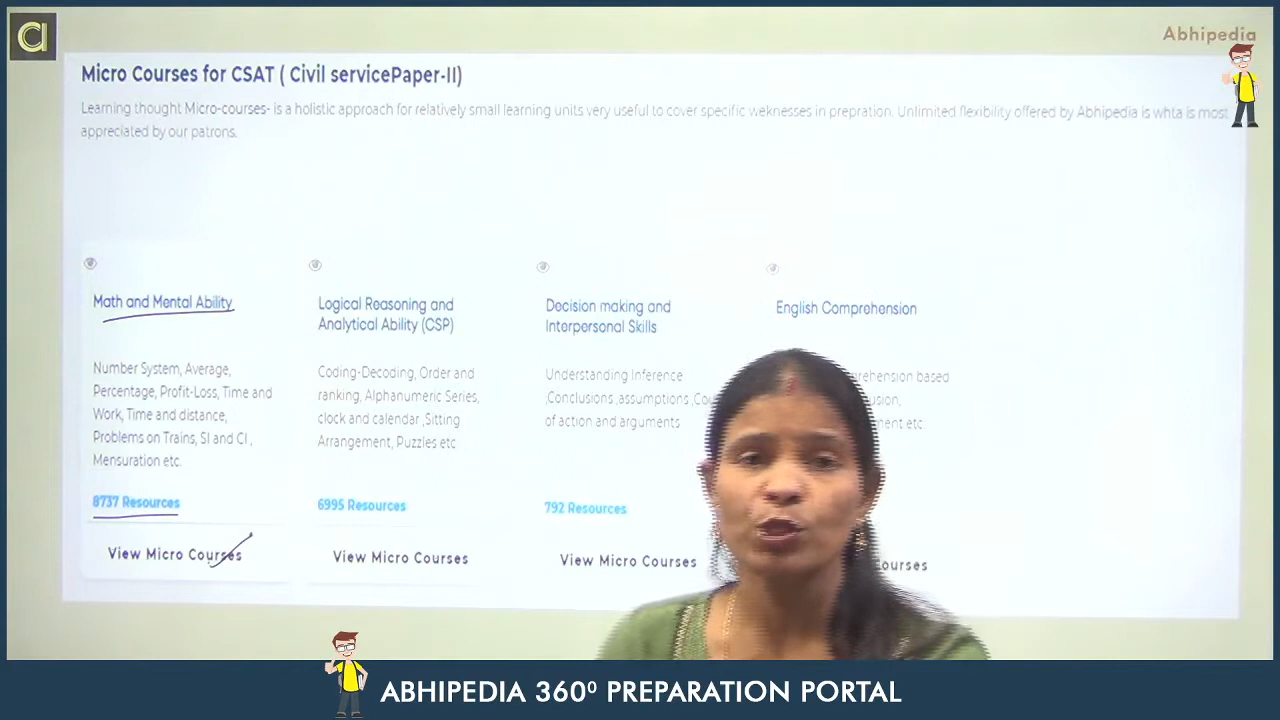 Abhipedia
Micro Courses for CSAT ( Civil servicePaper-II)
Learning thought Micro-courses- is a holistic approach for relatively small learning units very useful to cover specific weknesses in prepration. Unlimited flexibility offered by Abhipedia is whta is most
appreciated by our patrons.
Math and Mental Ability
Number System, Average,
Percentage, Profit-Loss, Time and
Work, Time and distance,
Problems on Trains, SI and CI ,
Mensuration etc.
8737 Resources
View Micro Courses
Logical Reasoning and
Analytical Ability (CSP)
Coding-Decoding, Order and
ranking, Alphanumeric Series,
clock and calendar ,Sitting
Arrangement, Puzzles etc
6995 Resources
View Micro Courses
Decision making and
Interpersonal Skills
Understanding Inference
,Conclusions ,assumptions ,Cou
of action and arguments
792 Resources
View Micro Courses
English Comprehension
prehension based
ABHIPEDIA 360⁰ PREPARATION PORTAL